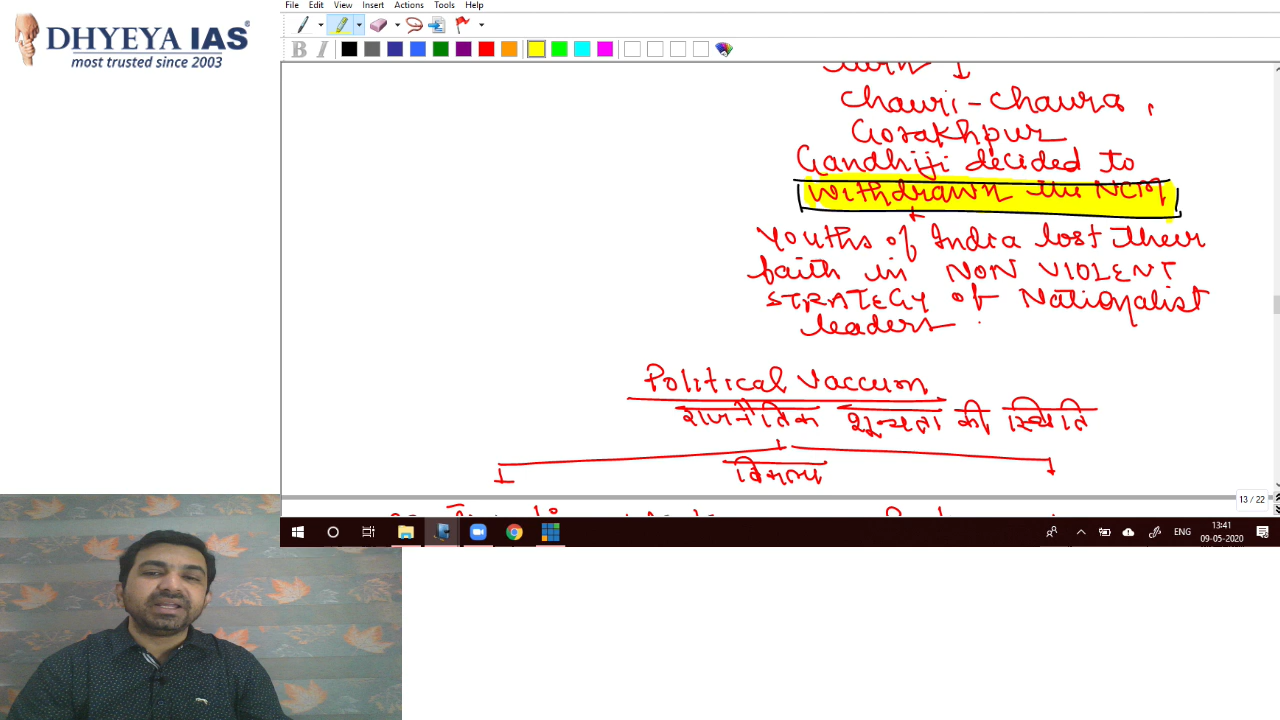 DHYEYA IAS®
most trusted since 2003
File Edit View Insert Actions Tools Help
B I
Chauri-Chaura,
Gorakhpur
Gandhiji decided to
withdrawn the NCM
Youths of India lost their
faith in NON VIOLENT
STRATEGY of Nationalist
leaders
Political Vaccum
राजनैतिक शून्यता की स्थिति
विकल्प
13 / 22
ENG
13:41
09-05-2020